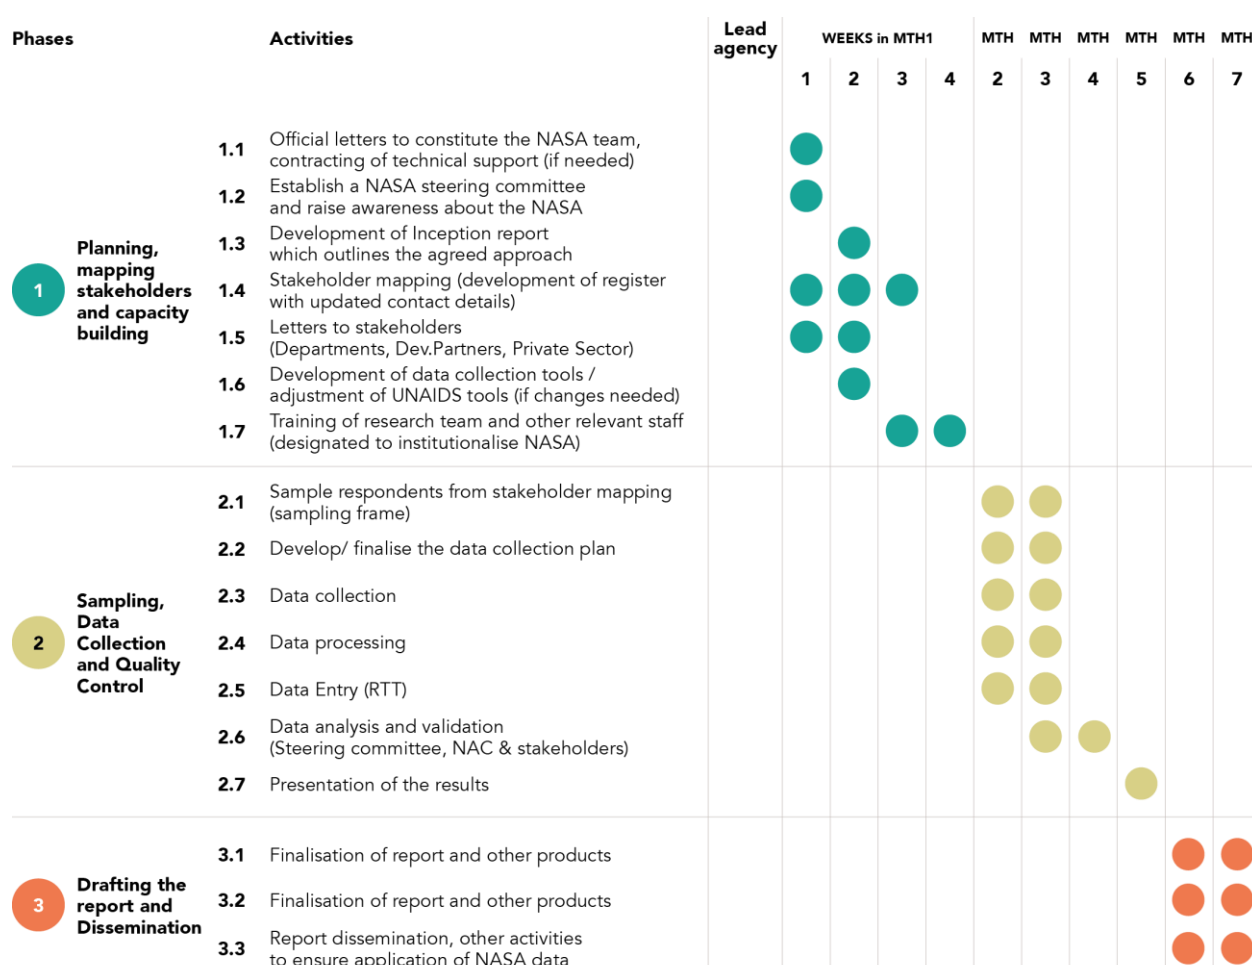 Phases
Activities
Lead
agency
WEEKS in MTH1
MTH MTH MTH MTH MTH MTH
1 2 3 4 2 3 4 5 6 7
1
Planning,
mapping
stakeholders
and capacity
building
1.1 Official letters to constitute the NASA team,
contracting of technical support (if needed)
1.2 Establish a NASA steering committee
and raise awareness about the NASA
1.3 Development of Inception report
which outlines the agreed approach
1.4 Stakeholder mapping (development of register
with updated contact details)
1.5 Letters to stakeholders
(Departments, Dev.Partners, Private Sector)
1.6 Development of data collection tools /
adjustment of UNAIDS tools (if changes needed)
1.7 Training of research team and other relevant staff
(designated to institutionalise NASA)
2
Sampling,
Data
Collection
and Quality
Control
2.1 Sample respondents from stakeholder mapping
(sampling frame)
2.2 Develop/ finalise the data collection plan
2.3 Data collection
2.4 Data processing
2.5 Data Entry (RTT)
2.6 Data analysis and validation
(Steering committee, NAC & stakeholders)
2.7 Presentation of the results
3
Drafting the
report and
Dissemination
3.1 Finalisation of report and other products
3.2 Finalisation of report and other products
3.3 Report dissemination, other activities
to ensure application of NASA data